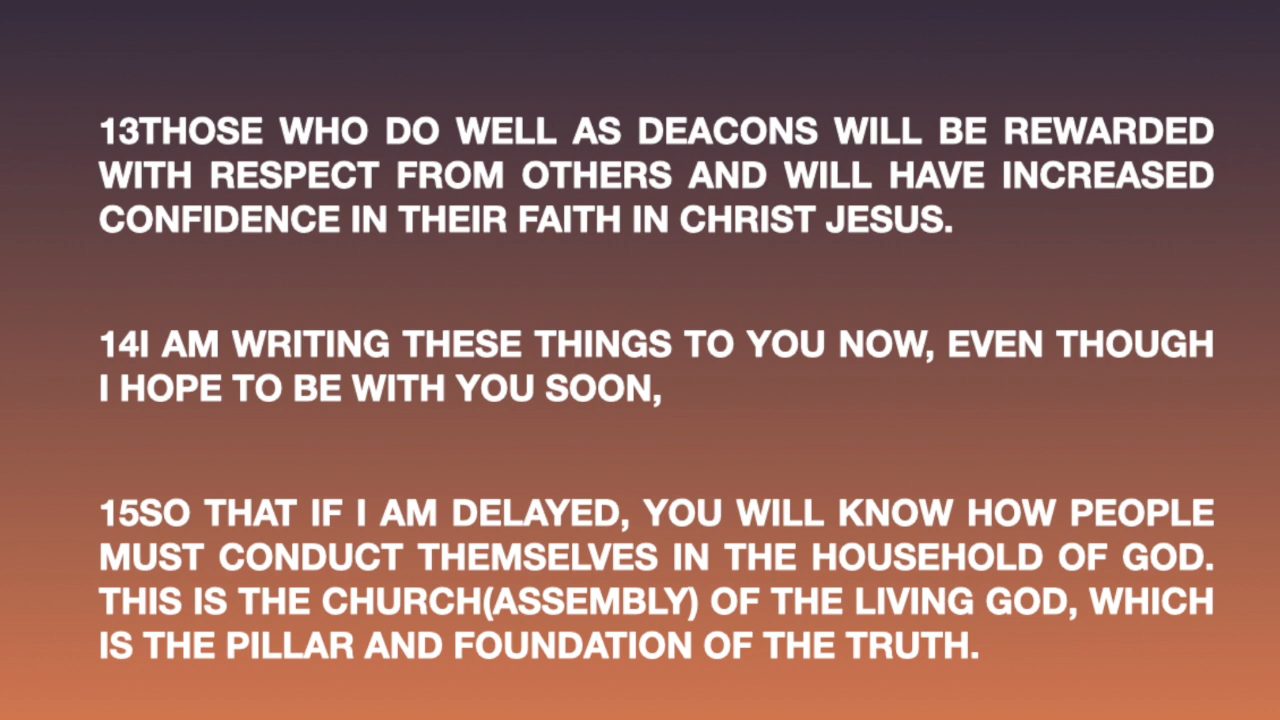 13THOSE WHO DO WELL AS DEACONS WILL BE REWARDED
WITH RESPECT FROM OTHERS AND WILL HAVE INCREASED
CONFIDENCE IN THEIR FAITH IN CHRIST JESUS.
14I AM WRITING THESE THINGS TO YOU NOW, EVEN THOUGH
I HOPE TO BE WITH YOU SOON,
15SO THAT IF I AM DELAYED, YOU WILL KNOW HOW PEOPLE
MUST CONDUCT THEMSELVES IN THE HOUSEHOLD OF GOD.
THIS IS THE CHURCH(ASSEMBLY) OF THE LIVING GOD, WHICH
IS THE PILLAR AND FOUNDATION OF THE TRUTH.